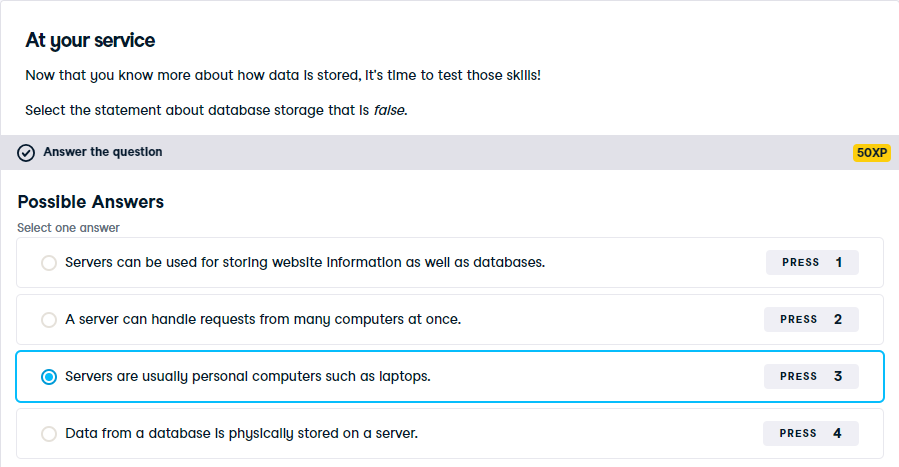 At your service
Now that you know more about how data is stored, it's time to test those skills!
Select the statement about database storage that is false.
Answer the question
50XP
Possible Answers
Select one answer
Servers can be used for storing website information as well as databases.
PRESS 1
A server can handle requests from many computers at once.
PRESS 2
Servers are usually personal computers such as laptops.
PRESS 3
Data from a database is physically stored on a server.
PRESS 4